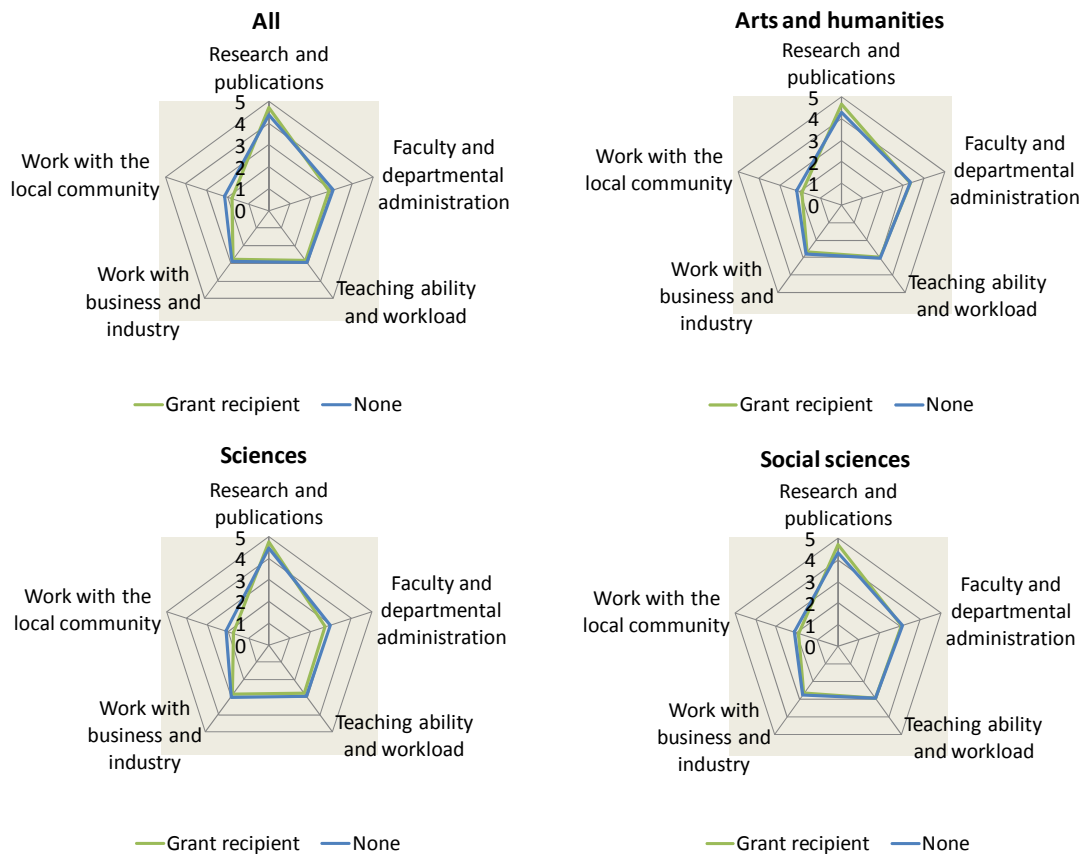 All
Research and
publications
5
4
3
2
1
0
Faculty and
departmental
administration
Teaching ability
and workload
Work with
business and
industry
Work with the
local community
Grant recipient
None
Arts and humanities
Research and
publications
5
4
3
2
1
0
Faculty and
departmental
administration
Teaching ability
and workload
Work with
business and
industry
Work with the
local community
Grant recipient
None
Sciences
Research and
publications
5
4
3
2
1
0
Faculty and
departmental
administration
Teaching ability
and workload
Work with
business and
industry
Work with the
local community
Grant recipient
None
Social sciences
Research and
publications
5
4
3
2
1
0
Faculty and
departmental
administration
Teaching ability
and workload
Work with
business and
industry
Work with the
local community
Grant recipient
None